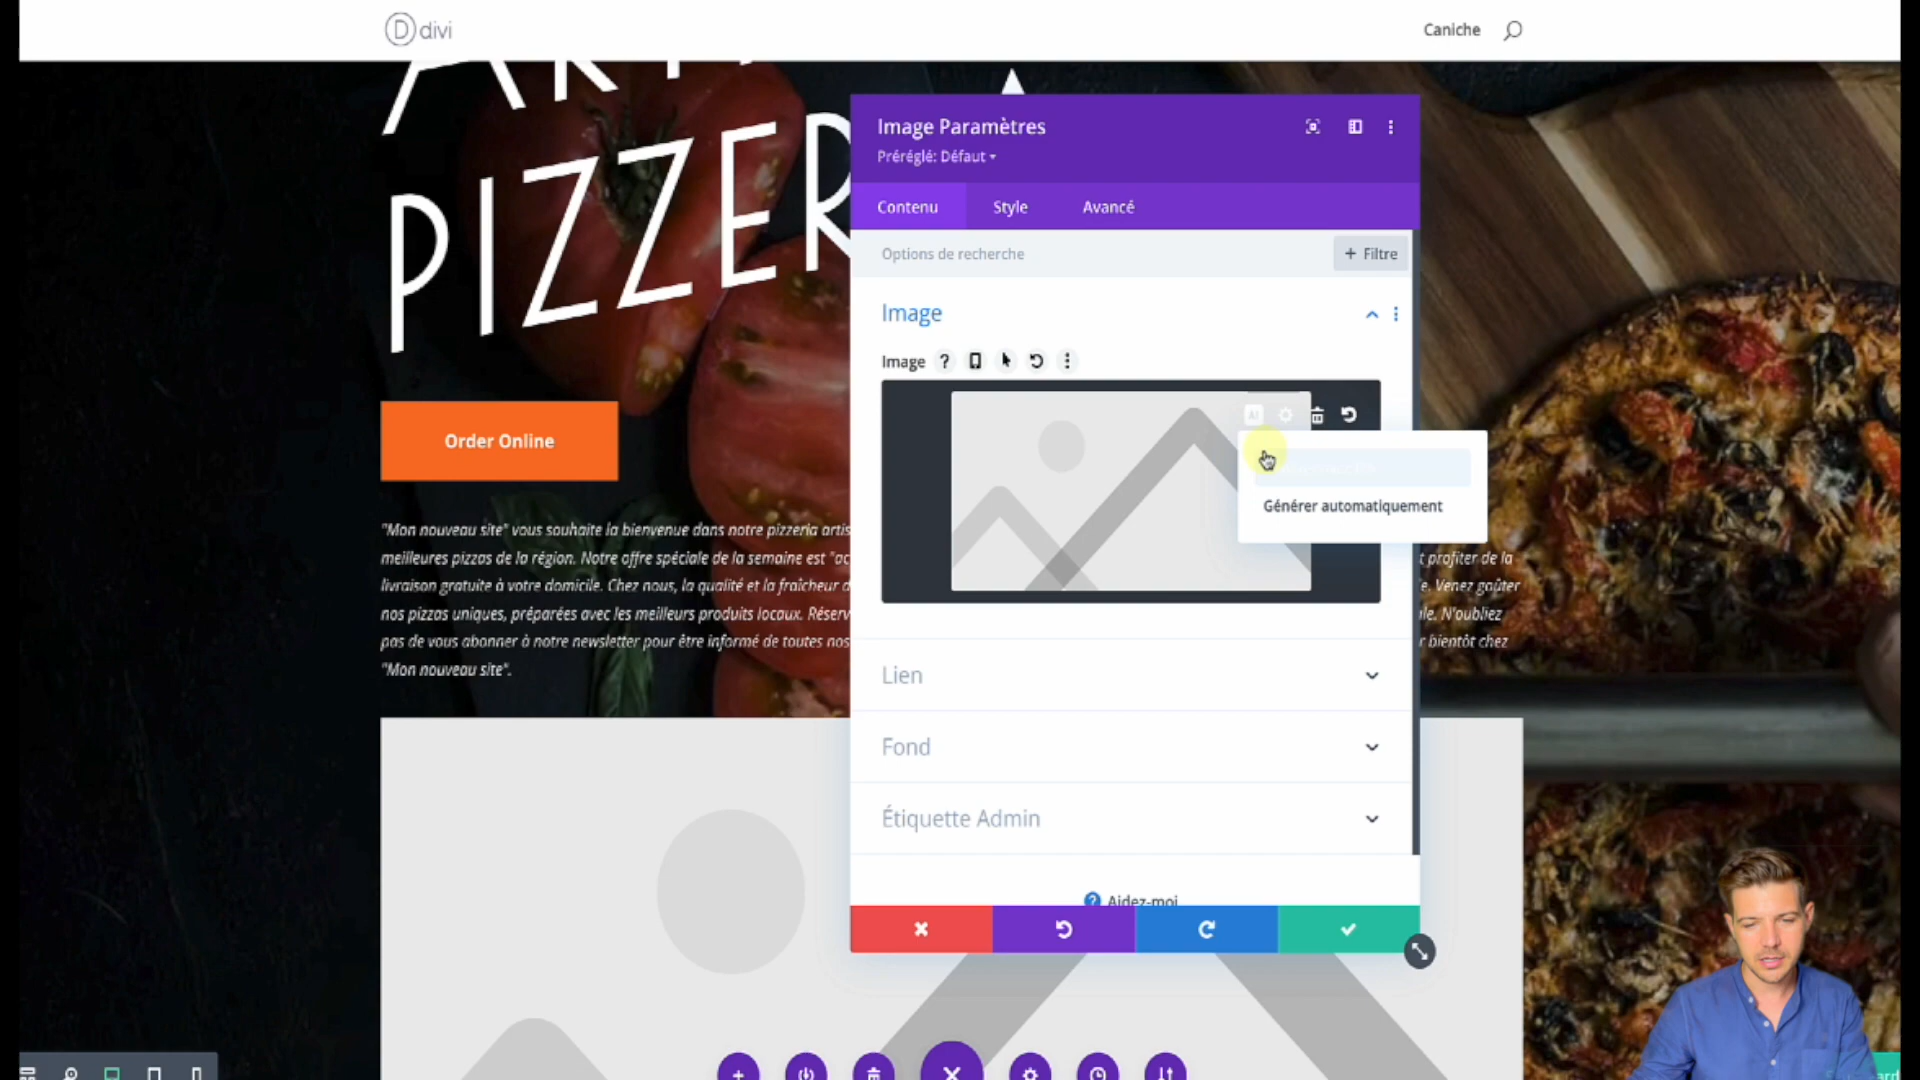 divi
Caniche
PIZZER
Image Paramètres
Préréglé: Défaut
Contenu
Style
Avancé
Options de recherche
+ Filtre
Image
Image
AI
Générer automatiquement
Order Online
"Mon nouveau site" vous souhaite la bienvenue dans notre pizzeria artis
meilleures pizzas de la région. Notre offre spéciale de la semaine est "ac
t profiter de la
livraison gratuite à votre domicile. Chez nous, la qualité et la fraîcheur d
e. Venez goûter
nos pizzas uniques, préparées avec les meilleurs produits locaux. Réserv
le. N'oubliez
pas de vous abonner à notre newsletter pour être informé de toutes nos
r bientôt chez
"Mon nouveau site".
Lien
Fond
Étiquette Admin
Aidez-moi